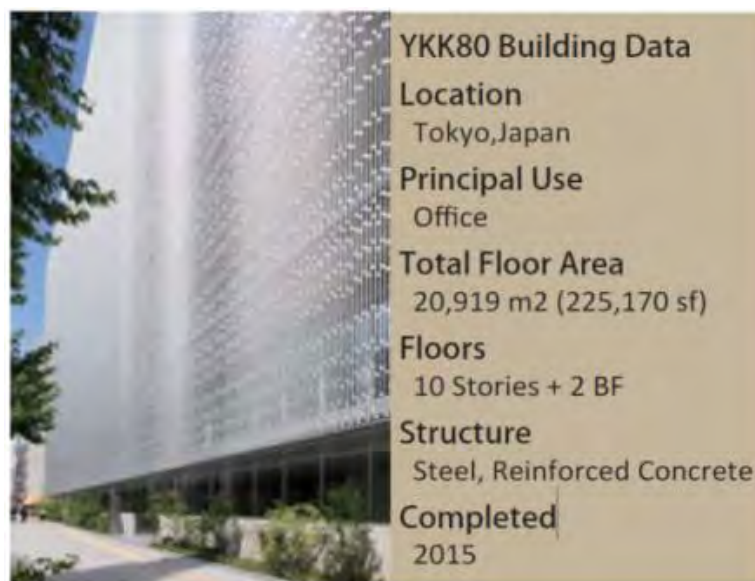 YKK80 Building Data
Location
Tokyo,Japan
Principal Use
Office
Total Floor Area
20,919 m2 (225,170 sf)
Floors
10 Stories + 2 BF
Structure
Steel, Reinforced Concrete
Completed
2015